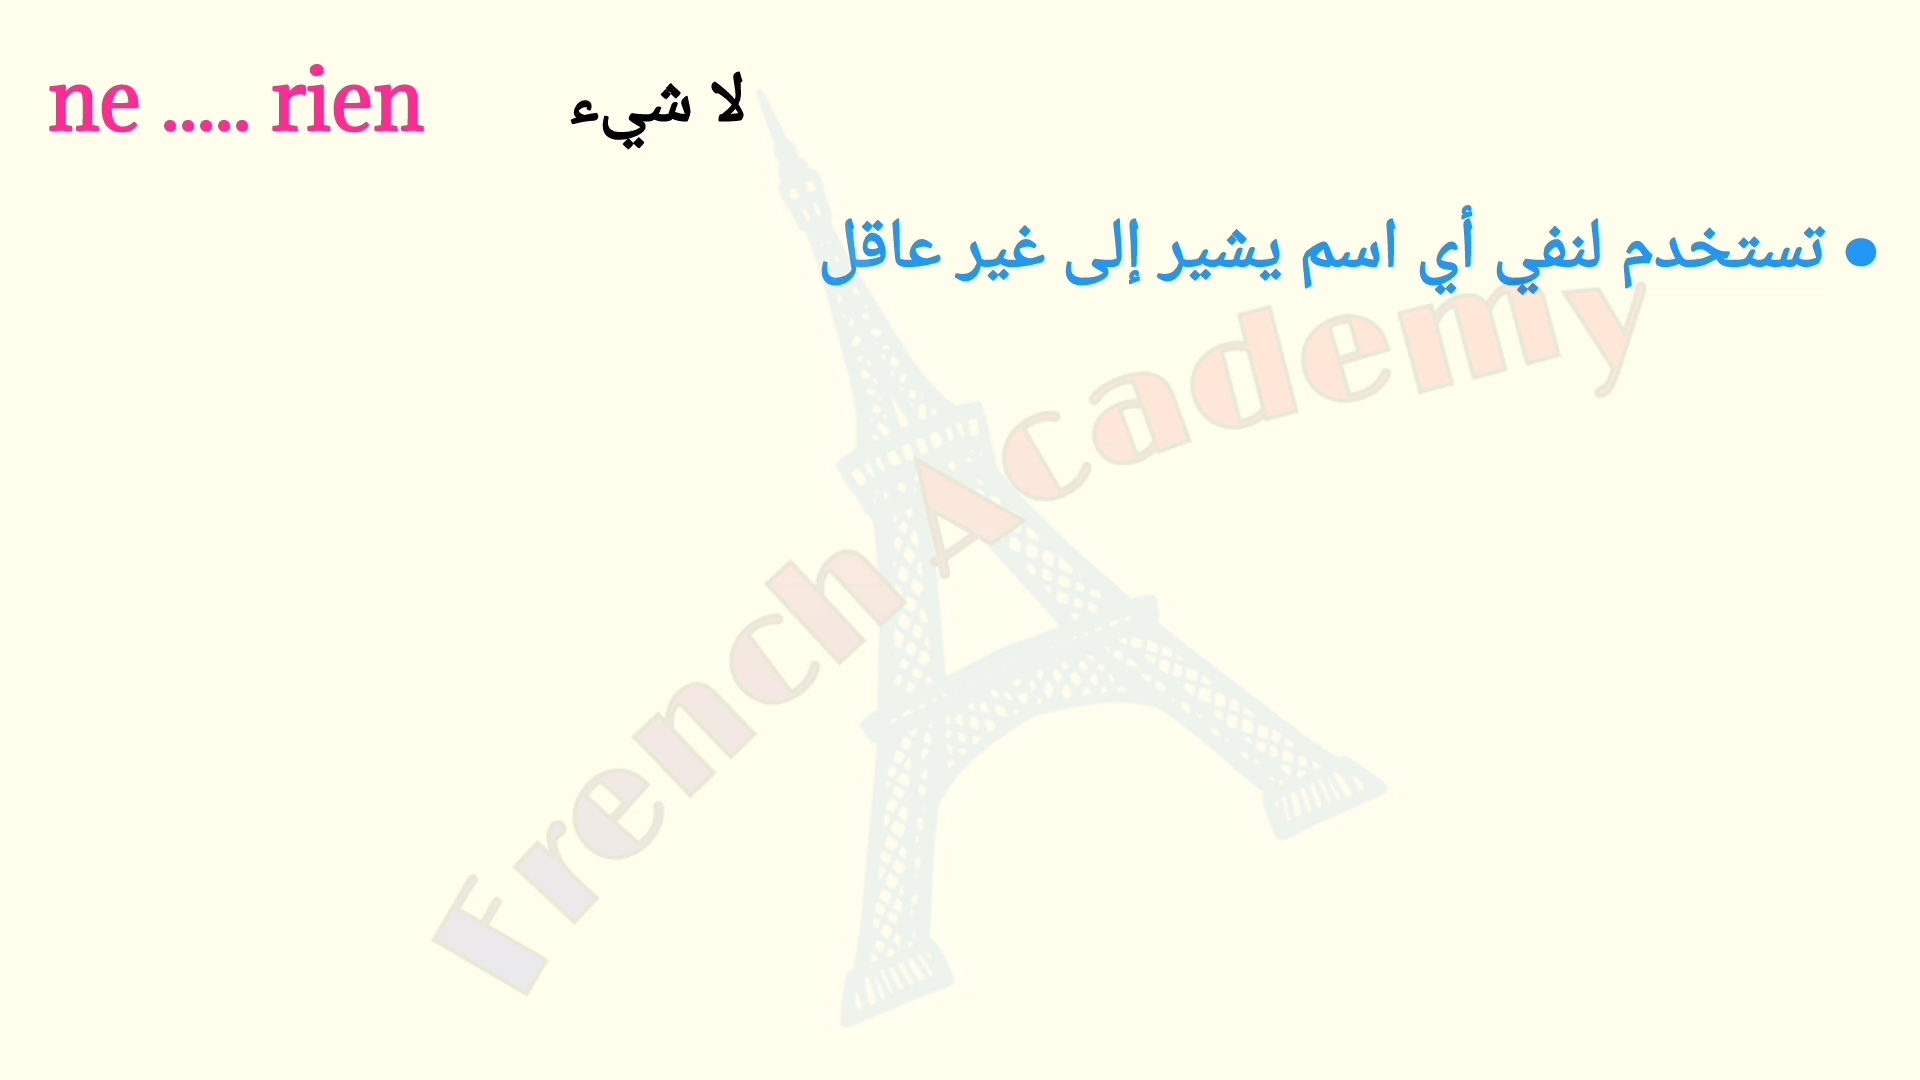 ne ..... rien لا شيء
• تستخدم لنفي أي اسم يشير إلى غير عاقل
French Academy